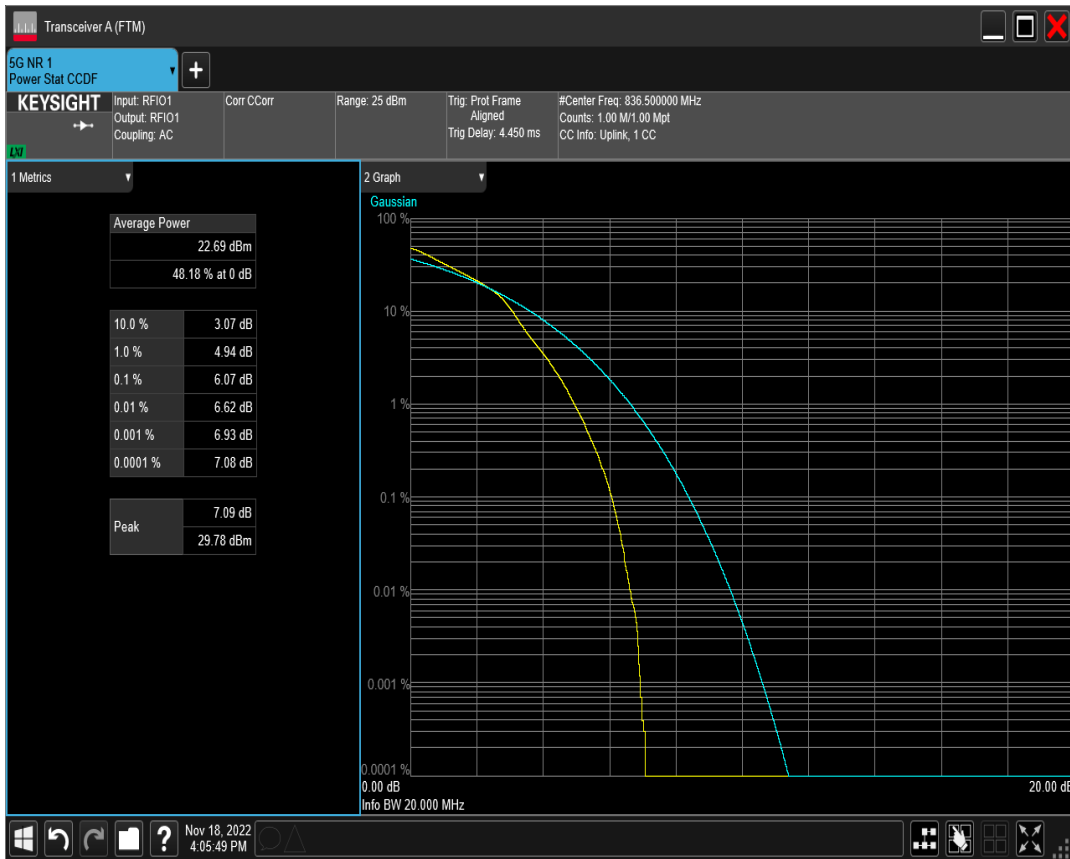 Transceiver A (FTM)
5G NR 1
Power Stat CCDF
+
KEYSIGHT
LXI
Input: RFIO1
Output: RFIO1
Coupling: AC
Corr CCorr
Range: 25 dBm
Trig: Prot Frame
Aligned
Trig Delay: 4.450 ms
#Center Freq: 836.500000 MHz
Counts: 1.00 M/1.00 Mpt
CC Info: Uplink, 1 CC
1 Metrics
Average Power
22.69 dBm
48.18 % at 0 dB
10.0 % 3.07 dB
1.0 % 4.94 dB
0.1 % 6.07 dB
0.01 % 6.62 dB
0.001 % 6.93 dB
0.0001 % 7.08 dB
Peak
7.09 dB
29.78 dBm
2 Graph
Gaussian
100 %
10 %
1 %
0.1 %
0.01 %
0.001 %
0.0001 %
0.00 dB 20.00 dB
Info BW 20.000 MHz
?
Nov 18, 2022
4:05:49 PM